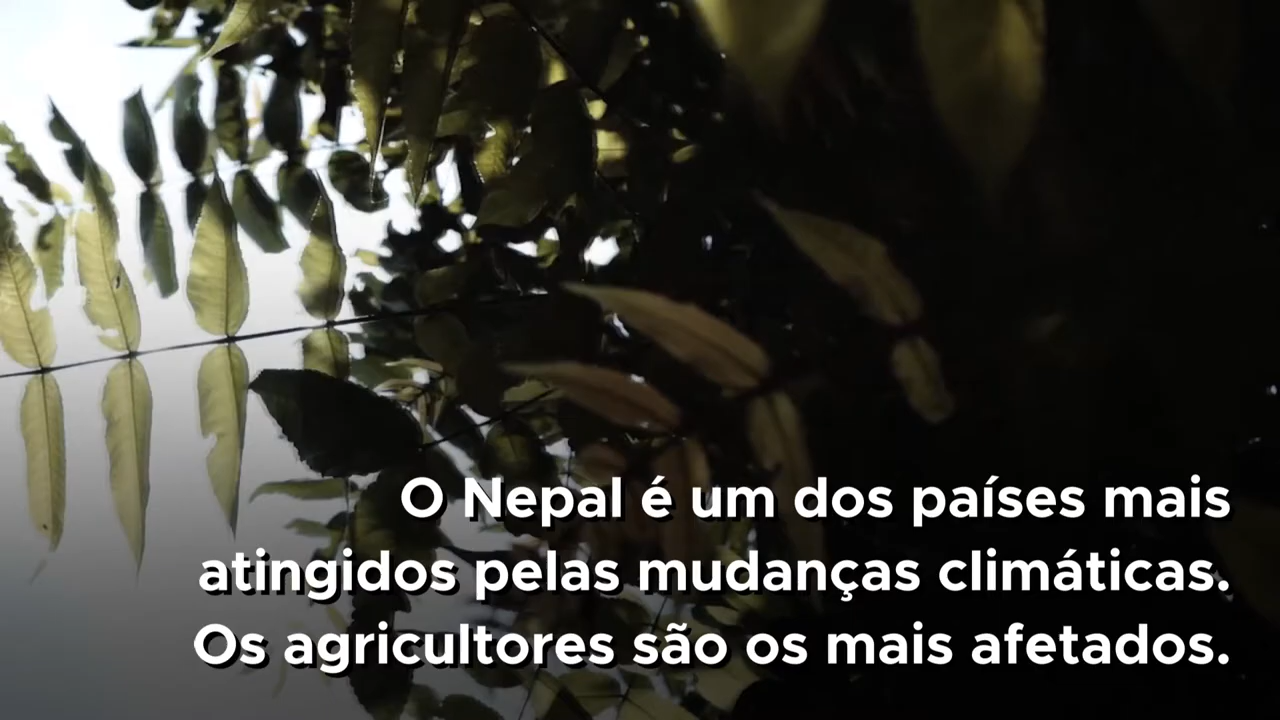 O Nepal é um dos países mais
atingidos pelas mudanças climáticas.
Os agricultores são os mais afetados.